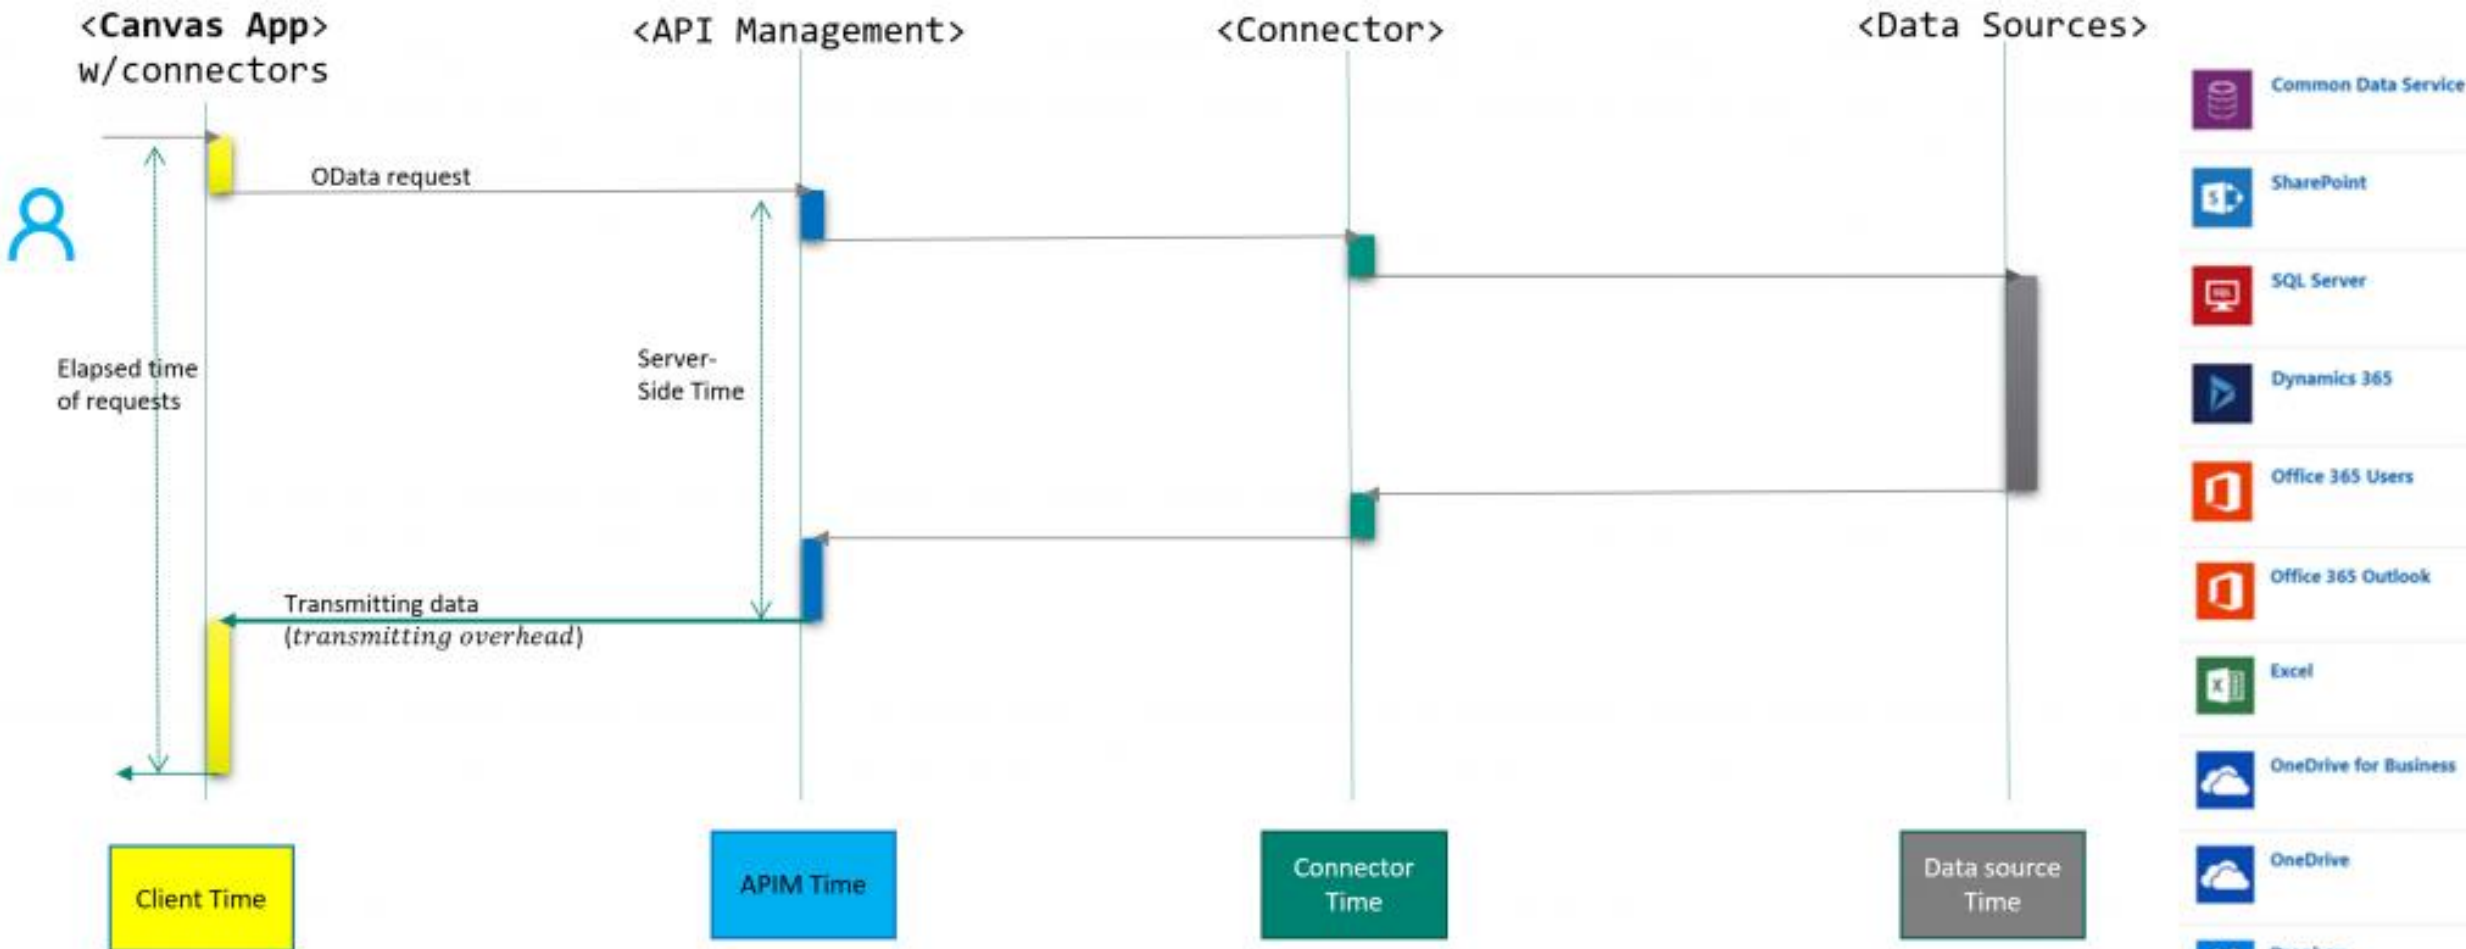 <Canvas App>
w/connectors
<API Management>
<Connector>
<Data Sources>
OData request
Elapsed time
of requests
Server-
Side Time
Transmitting data
(transmitting overhead)
Client Time
APIM Time
Connector
Time
Data source
Time
Common Data Service
SharePoint
SQL Server
Dynamics 365
Office 365 Users
Office 365 Outlook
Excel
OneDrive for Business
OneDrive